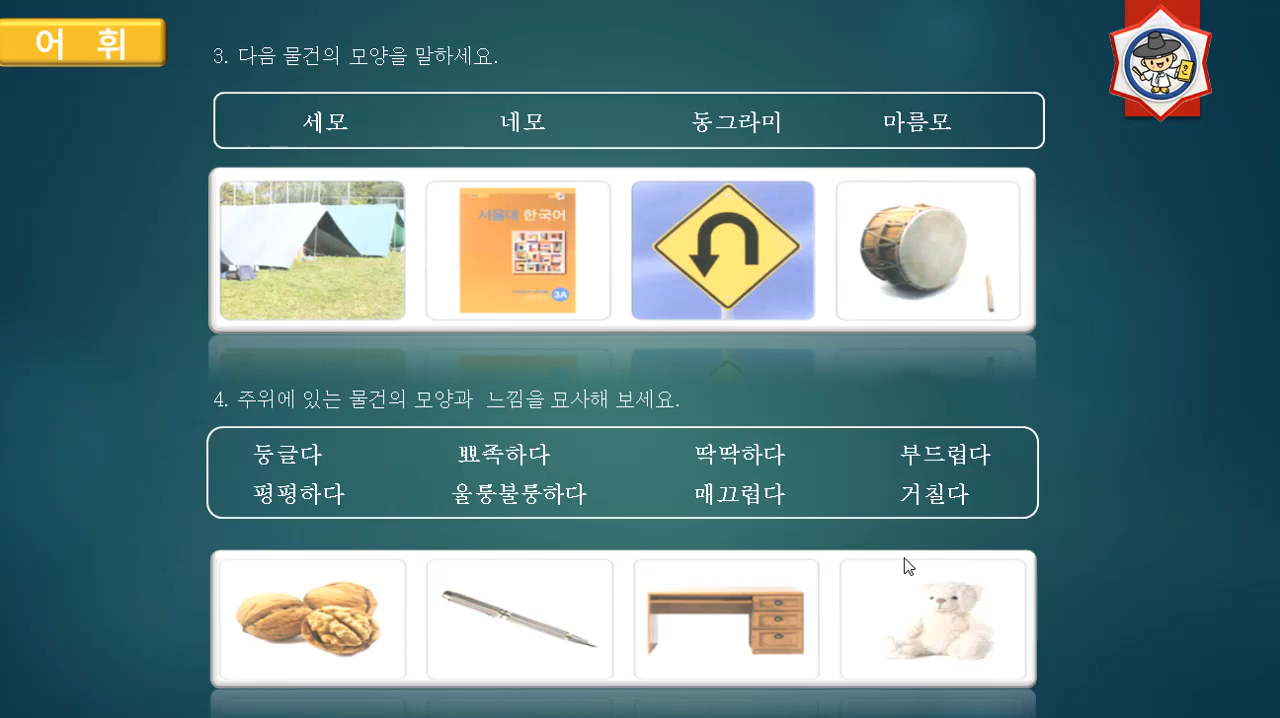 어 휘
3. 다음 물건의 모양을 말하세요.
세모 네모 동그라미 마름모
서울대 한국어
3A
4. 주위에 있는 물건의 모양과 느낌을 묘사해 보세요.
둥글다 뾰족하다 딱딱하다 부드럽다
평평하다 울퉁불퉁하다 매끄럽다 거칠다